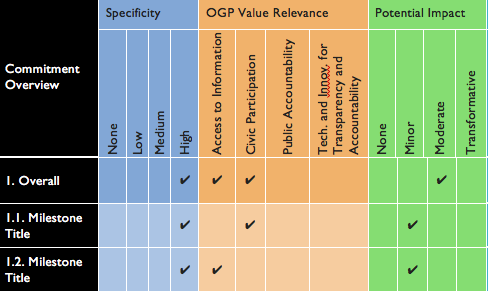 Commitment
Overview
Specificity
OGP Value Relevance
Potential Impact
None
Low
Medium
High
Access to Information
Civic Participation
Public Accountability
Tech. and Innov. for
Transparency and
Accountability
None
Minor
Moderate
Transformative
1. Overall ✔ ✔ ✔ ✔
1.1. Milestone
Title ✔ ✔ ✔
1.2. Milestone
Title ✔ ✔ ✔